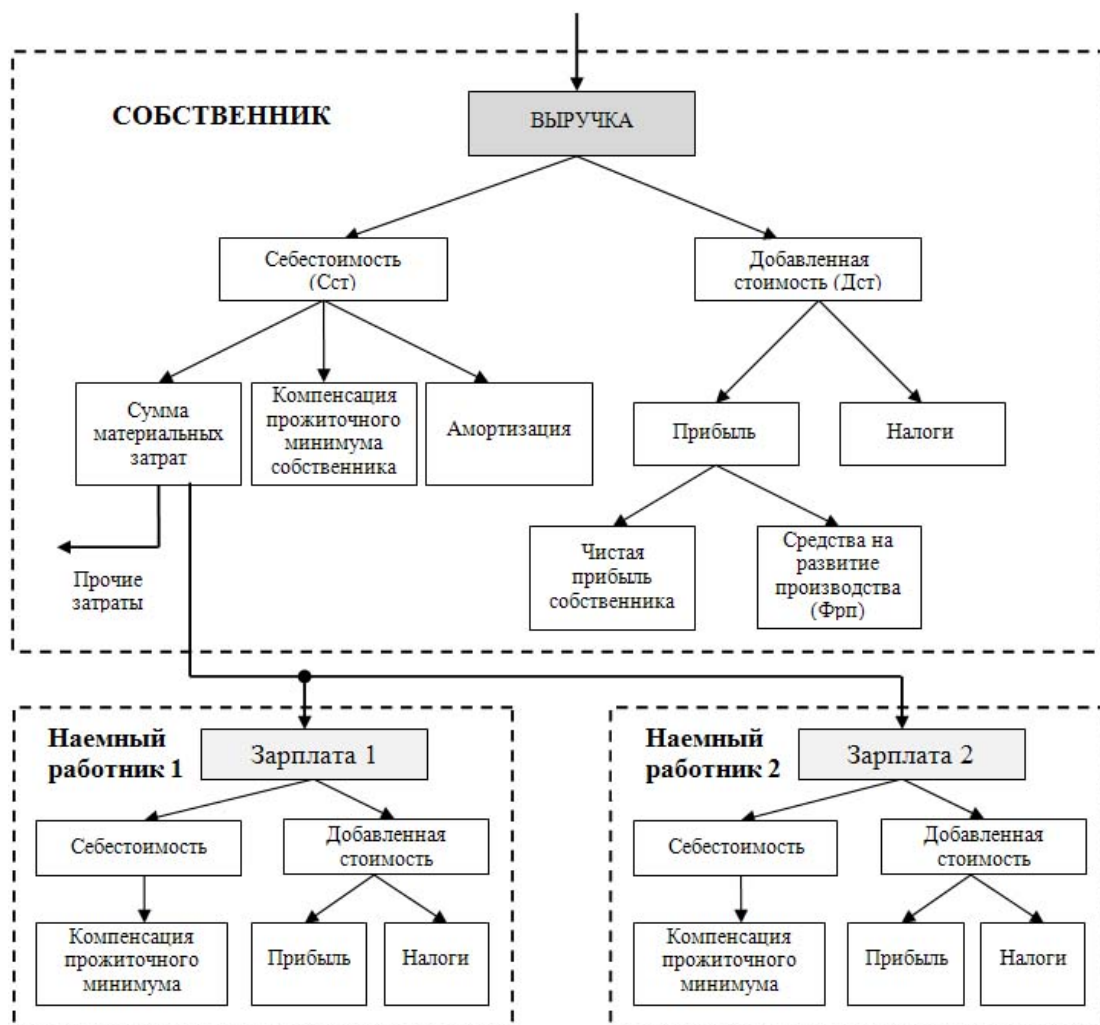 СОБСТВЕННИК
ВЫРУЧКА
Себестоимость
(Сст)
Добавленная
стоимость (Дст)
Сумма
материальных
затрат
Компенсация
прожиточного
минимума
собственника
Амортизация
Прибыль
Налоги
Прочие
затраты
Чистая
прибыль
собственника
Средства на
развитие
производства
(Фрп)
Наемный
работник 1
Зарплата 1
Себестоимость
Добавленная
стоимость
Компенсация
прожиточного
минимума
Прибыль
Налоги
Наемный
работник 2
Зарплата 2
Себестоимость
Добавленная
стоимость
Компенсация
прожиточного
минимума
Прибыль
Налоги